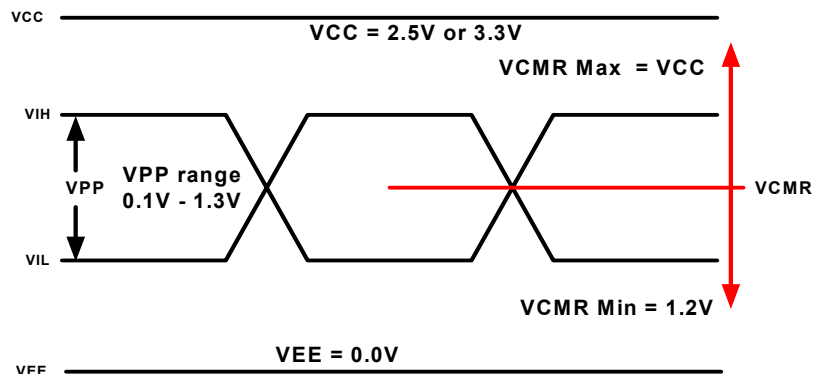 VCC
VCC = 2.5V or 3.3V
VCMR Max = VCC
VIH
VPP
VPP range
0.1V - 1.3V
VCMR
VIL
VCMR Min = 1.2V
VEE = 0.0V
VEE